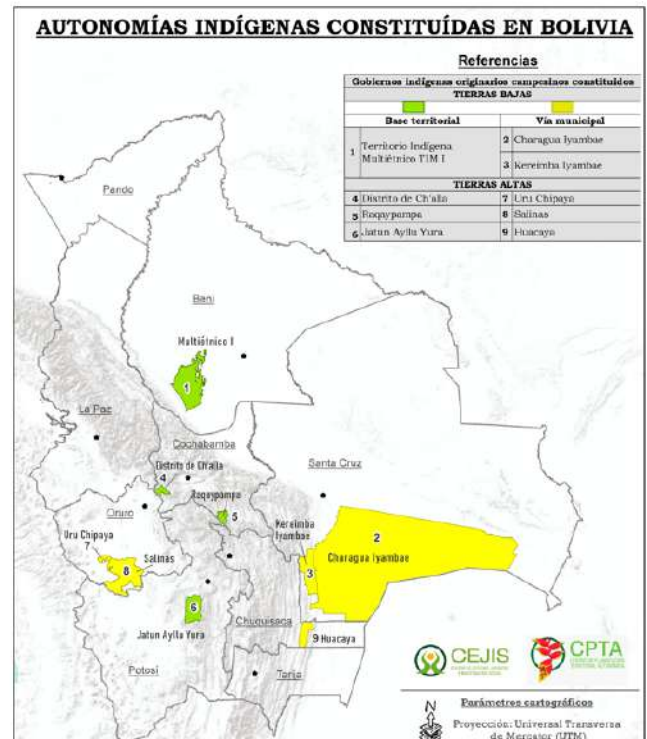 AUTONOMÍAS INDÍGENAS CONSTITUÍDAS EN BOLIVIA
Referencias
Gobiernos indígenas originarios campesinos constituidos
TIERRAS BAJAS
Base territorial
Vía municipal
1 Territorio Indígena Multiétnico TIM I
2 Charagua Iyambae
3 Kereimba Iyambae
TIERRAS ALTAS
4 Distrito de Ch'alla
7 Uru Chipaya
5 Raqaypampa
8 Salinas
6 Jatun Ayllu Yura
9 Huacaya
Pando
Beni
Multiétnico I
1
La Paz
Cochabamba
Distrito de Ch'alla
4
Santa Cruz
Raqaypampa
5
Oruro
Kereimba
Iyambae
2
Uru Chipaya
7
Salinas
8
3
Charagua Iyambae
6
Jatun Ayllu Yura
Chuquisaca
9 Huacaya
Potosí
Tarija
CEJIS
CPTA
N
Parámetros cartográficos
Proyección: Universal Transversa
de Mercator (UTM)